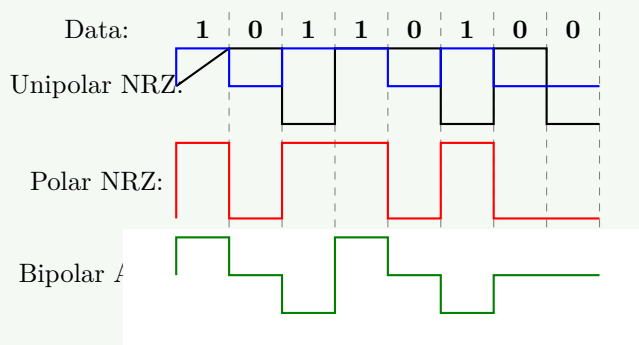 Data: 1 0 1 1 0 1 0 0
Unipolar NRZ:
Polar NRZ:
Bipolar